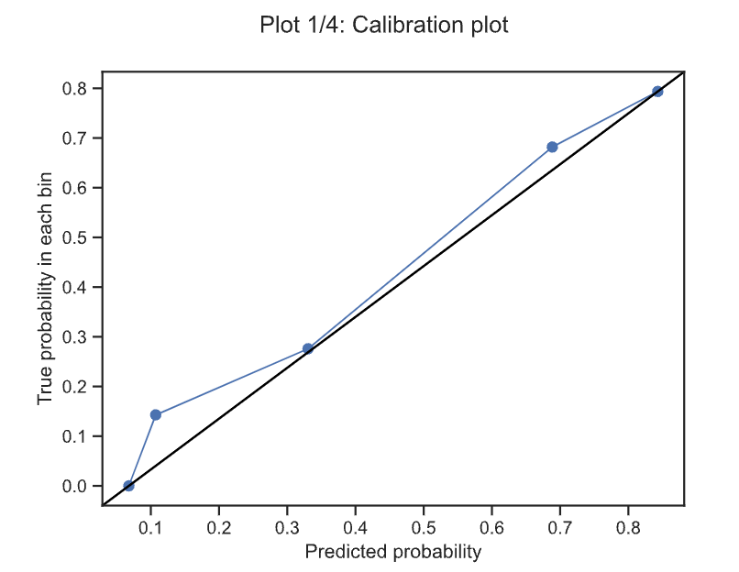 Plot 1/4: Calibration plot
True probability in each bin
0.8
0.7
0.6
0.5
0.4
0.3
0.2
0.1
0.0
0.1 0.2 0.3 0.4 0.5 0.6 0.7 0.8
Predicted probability